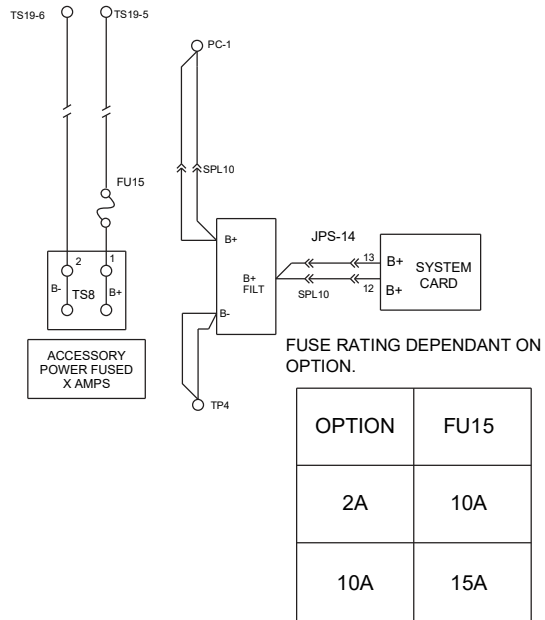 TS19-6
TS19-5
PC-1
SPL10
FU15
2
1
B-
TS8
B+
ACCESSORY
POWER FUSED
X AMPS
B+
B+
FILT
B-
TP4
JPS-14
13
12
SPL10
B+
B+
SYSTEM
CARD
FUSE RATING DEPENDANT ON
OPTION.
OPTION FU15
2A 10A
10A 15A